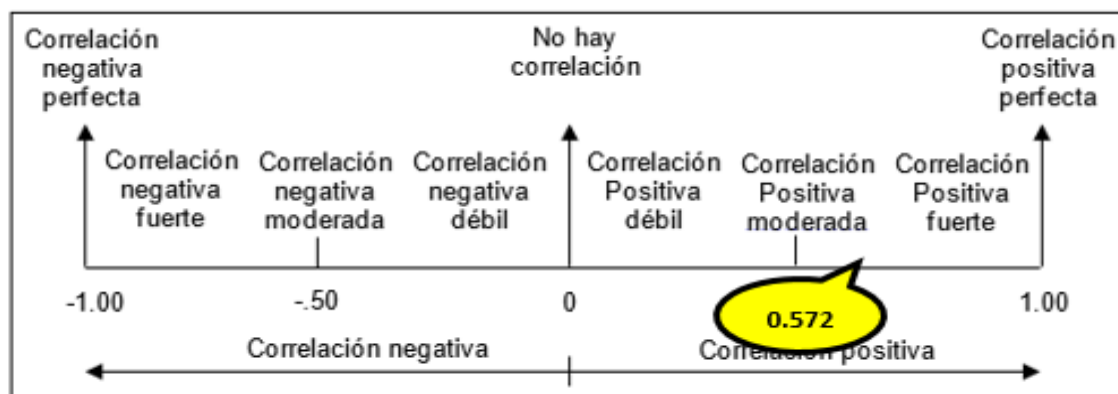 Correlación
negativa
perfecta
No hay
correlación
Correlación
positiva
perfecta
Correlación
negativa
fuerte
Correlación
negativa
moderada
Correlación
negativa
débil
Correlación
Positiva
débil
Correlación
Positiva
moderada
Correlación
Positiva
fuerte
-1.00
-.50
0
0.572
1.00
Correlación negativa
Correlación positiva